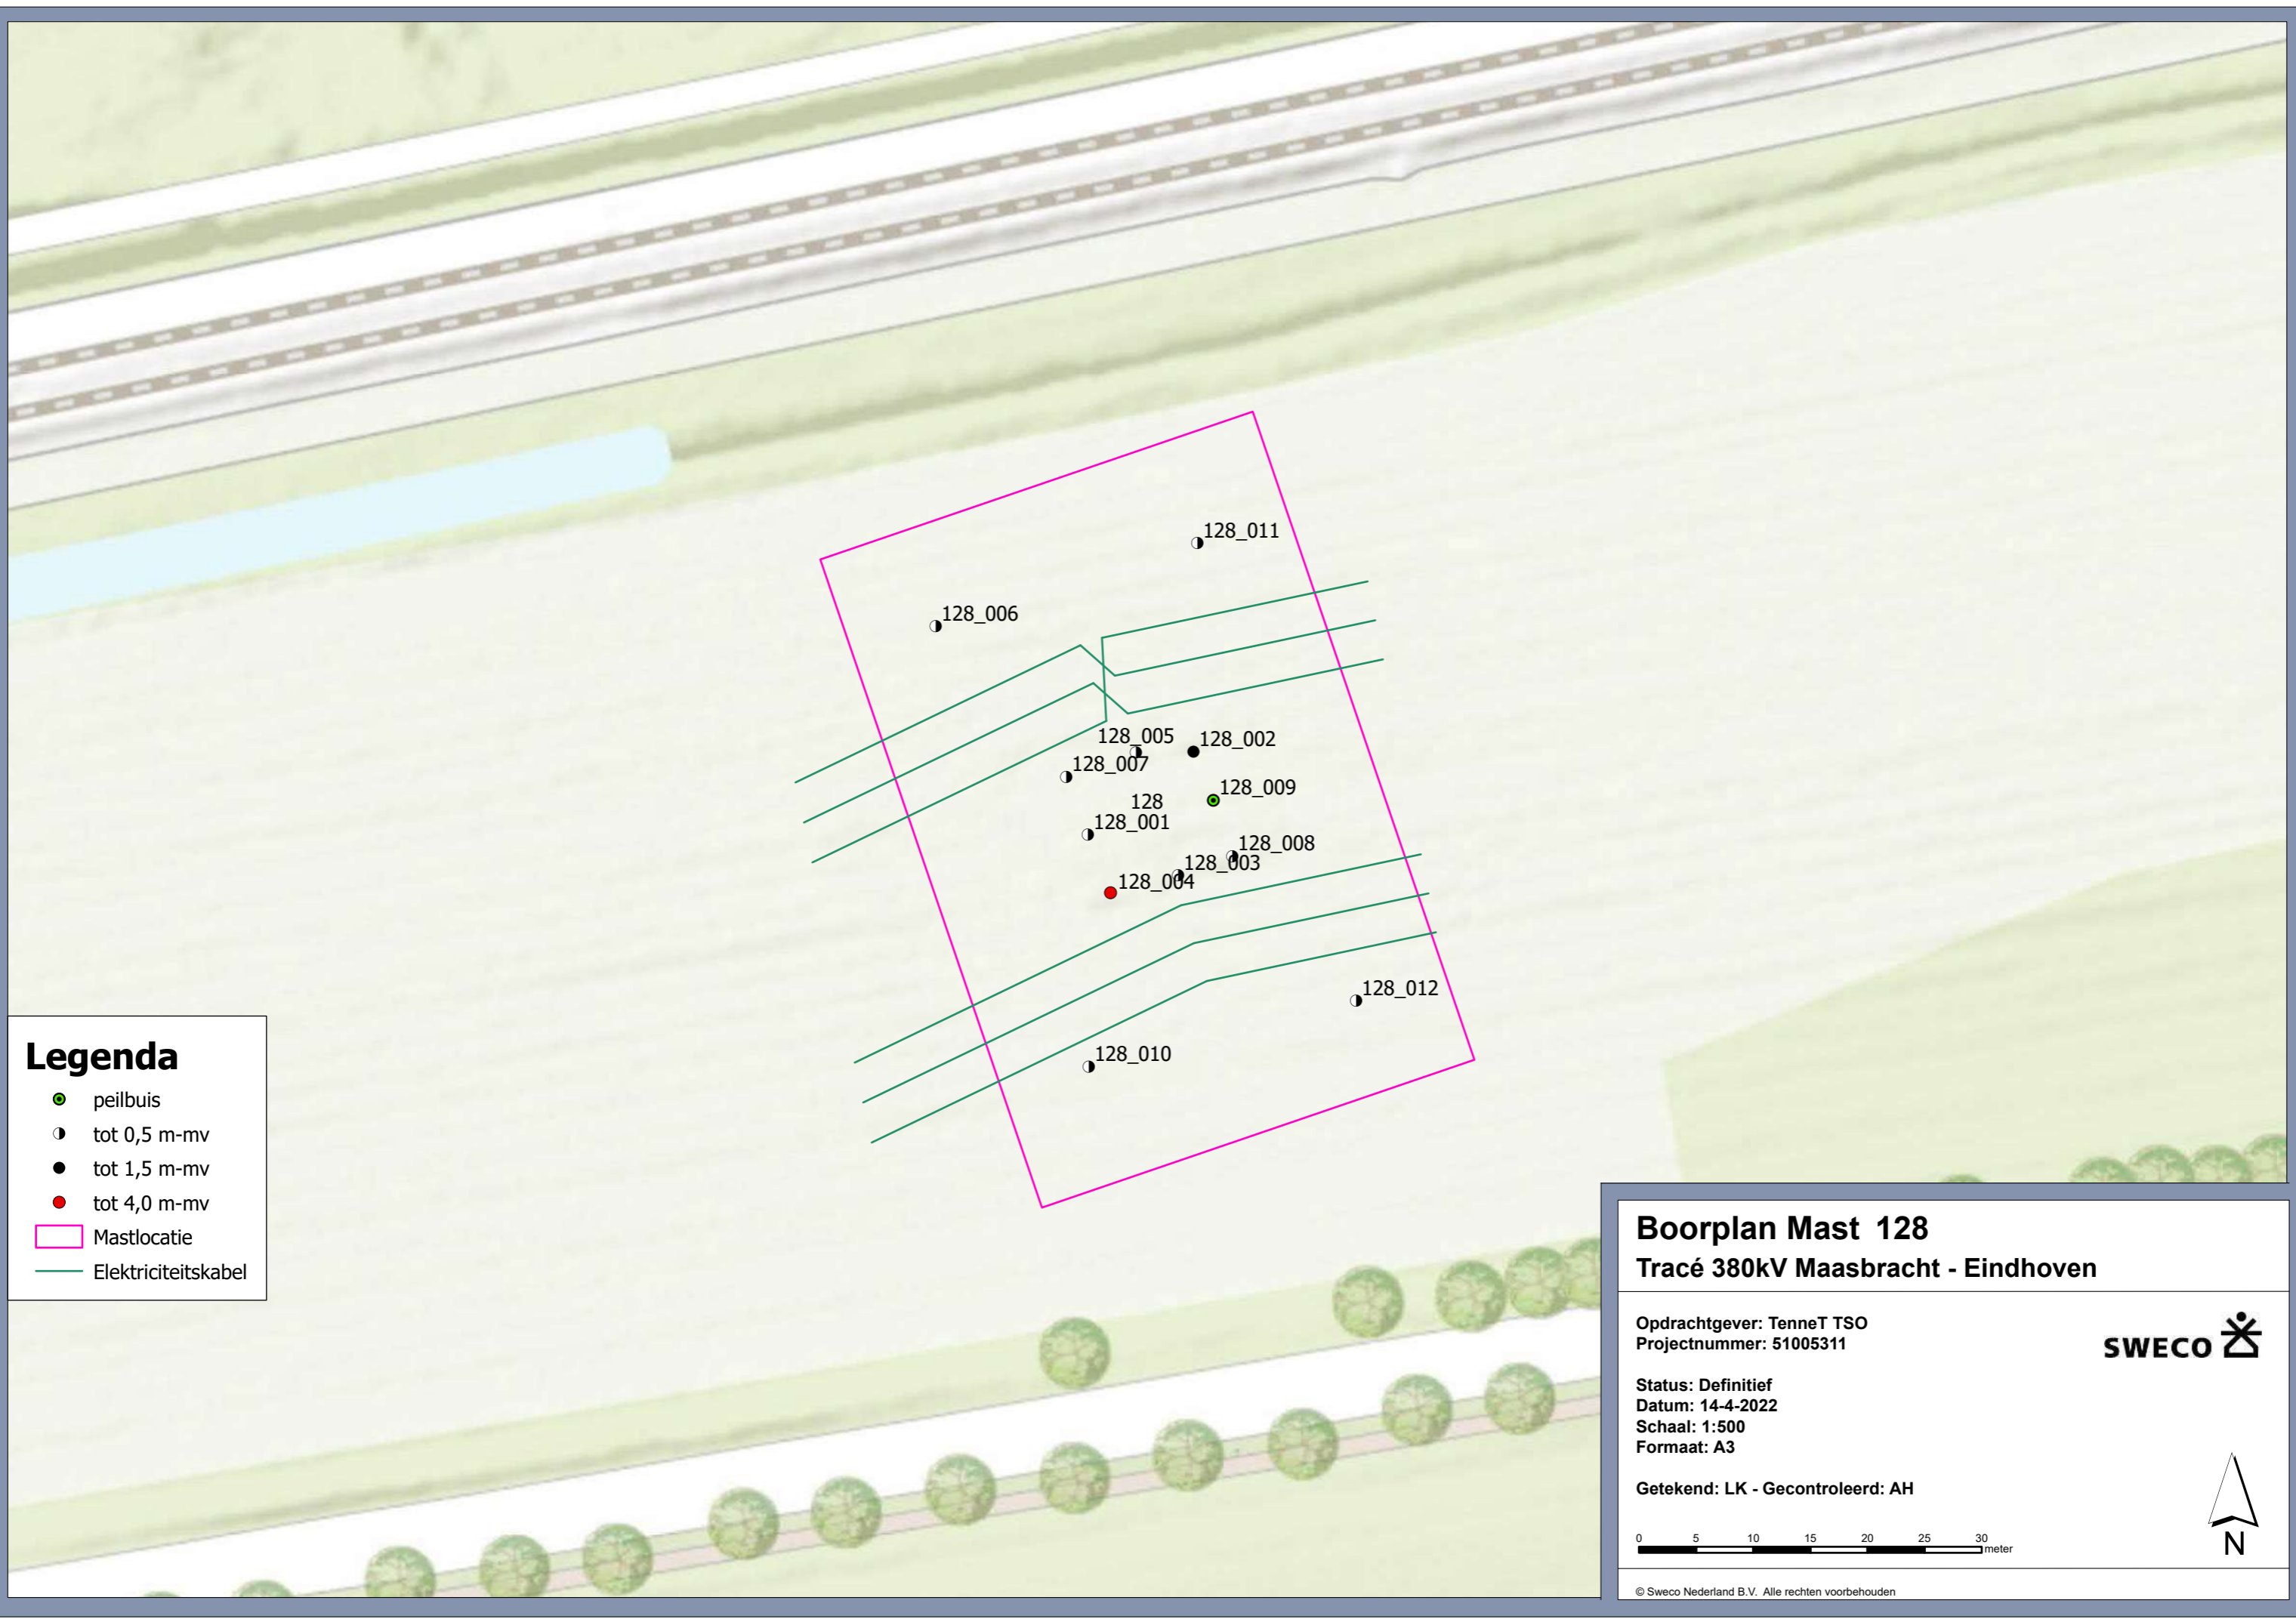 128_011
128_006
128_005
128_002
128_007
128_009
128
128_001
128_008
128_003
128_004
128_012
128_010
Legenda
peilbuis
tot 0,5 m-mv
tot 1,5 m-mv
tot 4,0 m-mv
Mastlocatie
Elektriciteitskabel
Boorplan Mast 128
Tracé 380kV Maasbracht - Eindhoven
Opdrachtgever: TenneT TSO
Projectnummer: 51005311
SWECO
Status: Definitief
Datum: 14-4-2022
Schaal: 1:500
Formaat: A3
Getekend: LK - Gecontroleerd: AH
0 5 10 15 20 25 30
meter
N
© Sweco Nederland B.V. Alle rechten voorbehouden